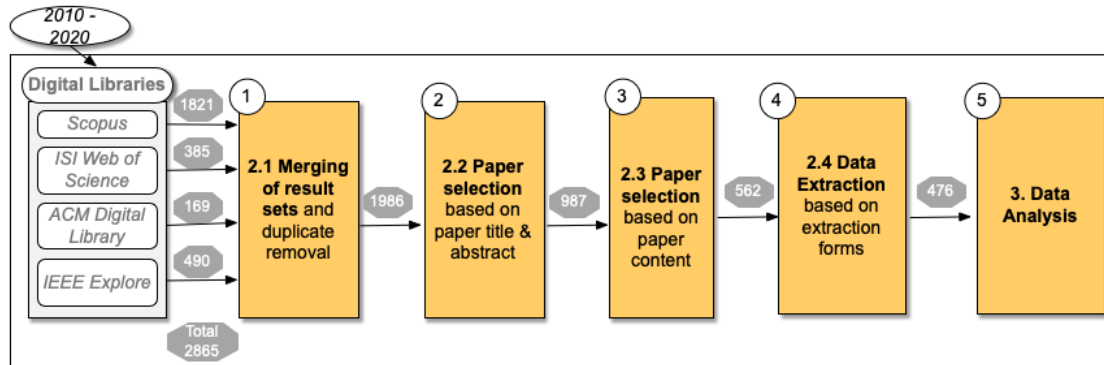 2010 -
2020
Digital Libraries
Scopus
ISI Web of
Science
ACM Digital
Library
IEEE Explore
1821
385
169
490
Total
2865
1
2.1 Merging
of result
sets and
duplicate
removal
1986
2
2.2 Paper
selection
based on
paper title &
abstract
987
3
2.3 Paper
selection
based on
paper
content
562
4
2.4 Data
Extraction
based on
extraction
forms
476
5
3. Data
Analysis